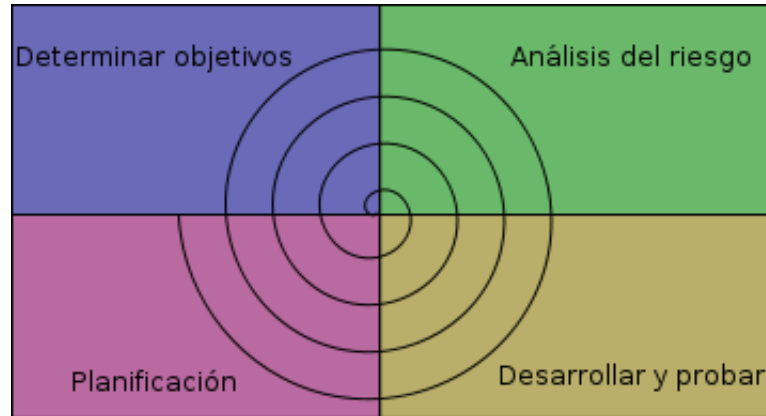 Determinar objetivos
Análisis del riesgo
Planificación
Desarrollar y probar